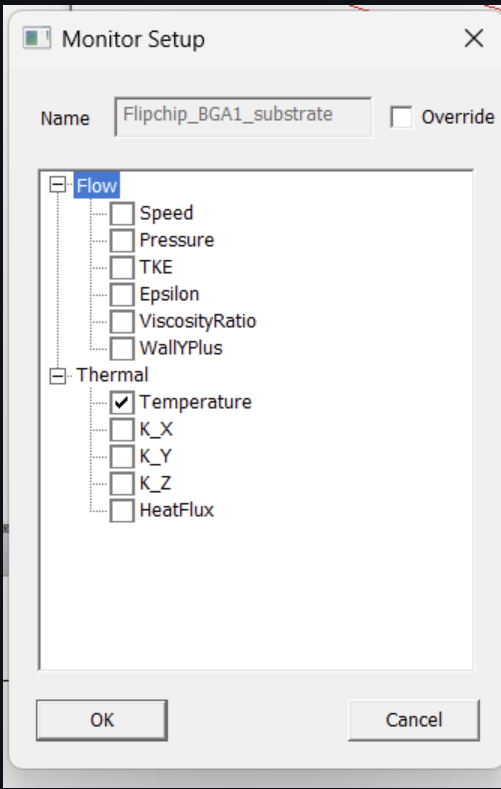 Monitor Setup
Name Flipchip_BGA1_substrate Override
Flow
Speed
Pressure
TKE
Epsilon
ViscosityRatio
WallYPlus
Thermal
Temperature
K_X
K_Y
K_Z
HeatFlux
OK Cancel